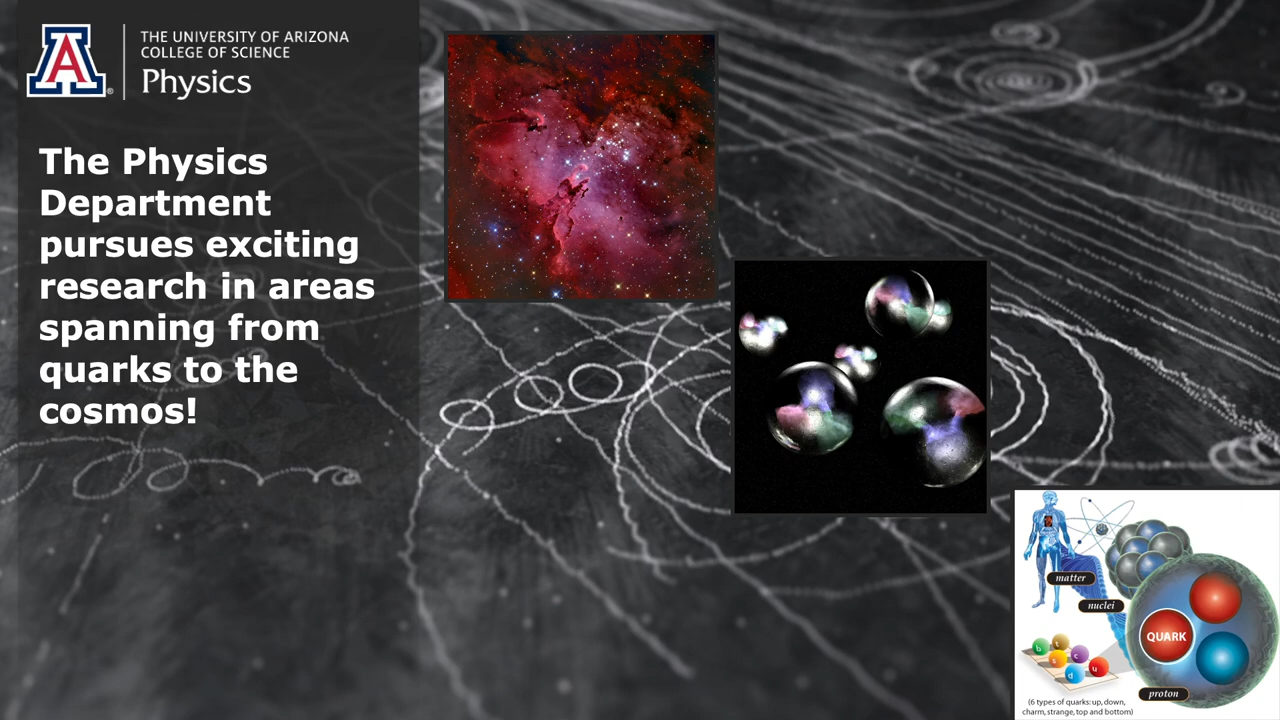 THE UNIVERSITY OF ARIZONA
COLLEGE OF SCIENCE
Physics
A
®
The Physics
Department
pursues exciting
research in areas
spanning from
quarks to the
cosmos!
matter
nuclei
QUARK
b
t
s
c
d
u
proton
(6 types of quarks: up, down,
charm, strange, top and bottom)